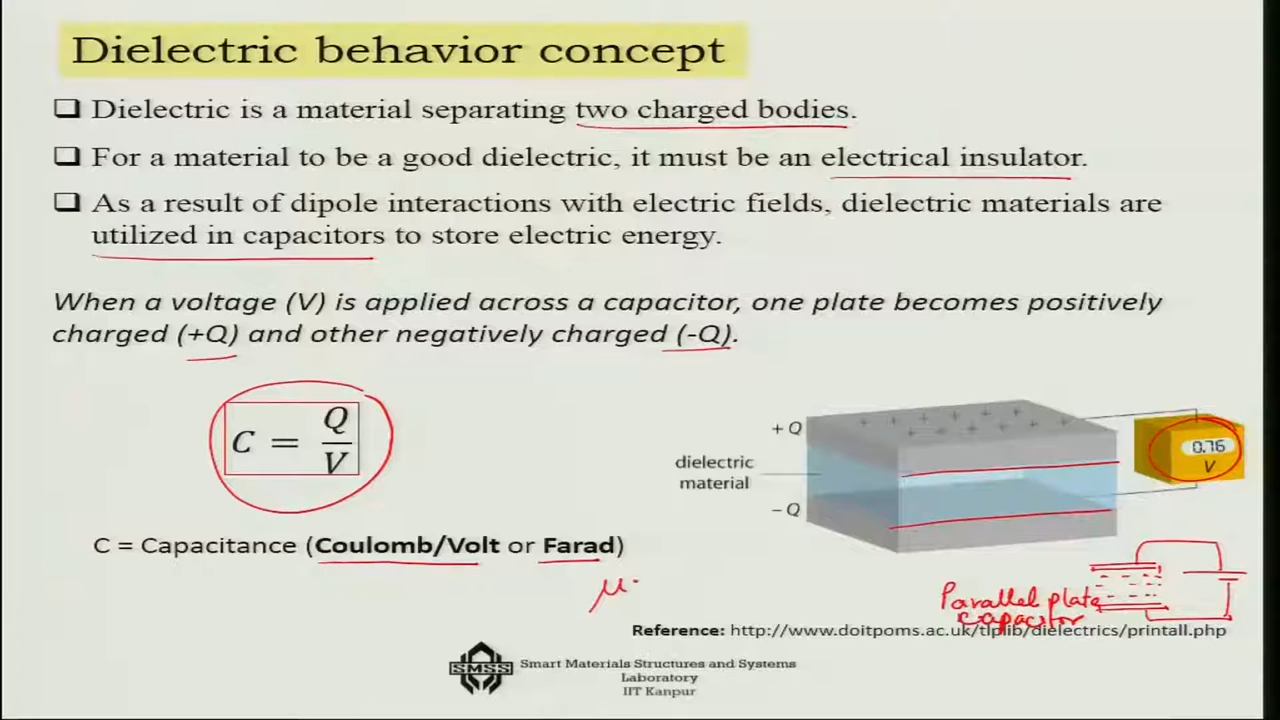 Dielectric behavior concept
❑ Dielectric is a material separating two charged bodies.
❑ For a material to be a good dielectric, it must be an electrical insulator.
❑ As a result of dipole interactions with electric fields, dielectric materials are
utilized in capacitors to store electric energy.
When a voltage (V) is applied across a capacitor, one plate becomes positively
charged (+Q) and other negatively charged (-Q).
C = Q/V
+ Q
dielectric
material
− Q
0.76
V
C = Capacitance (Coulomb/Volt or Farad)
μ
Parallel plate
capacitor
Reference: http://www.doitpoms.ac.uk/tlplib/dielectrics/printall.php
SMSS
Smart Materials Structures and Systems
Laboratory
IIT Kanpur